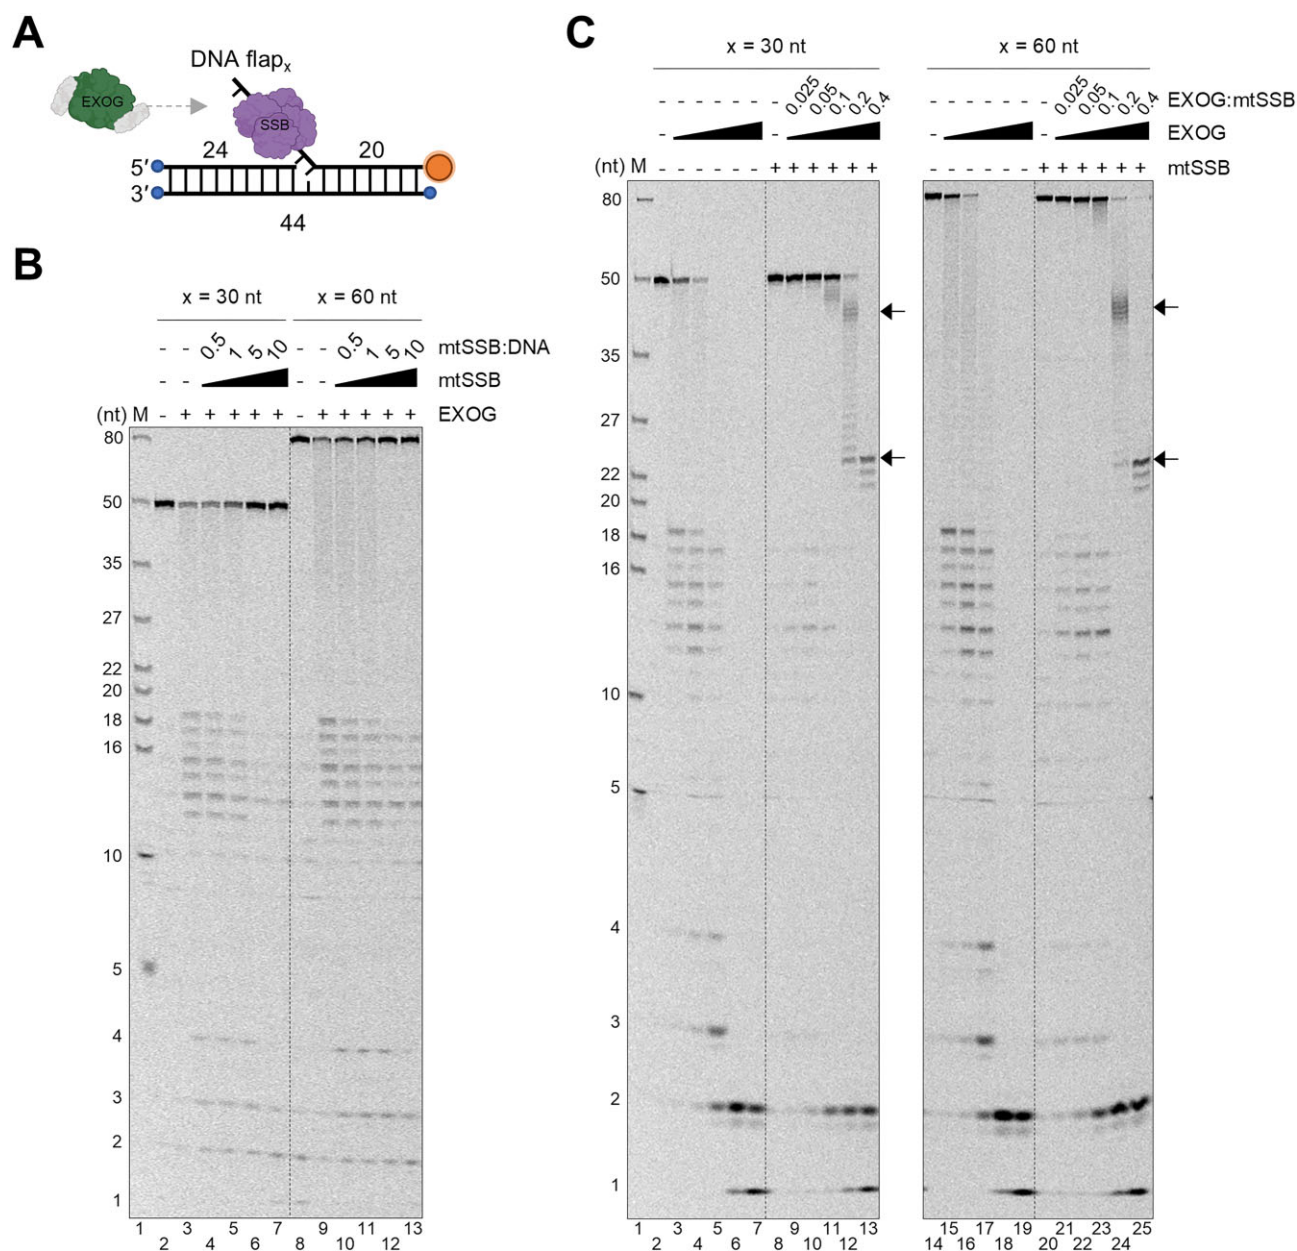 A
DNA flapx
EXOG
SSB
24
20
5′
3′
44
B
x = 30 nt
x = 60 nt
- - 0.5 1 5 10 - - 0.5 1 5 10 mtSSB:DNA
- - - - mtSSB
(nt) M - + + + + + - + + + + + EXOG
80
50
35
27
22
20
18
16
10
5
4
3
2
1
1 3 5 7 9 11 13
2 4 6 8 10 12
C
x = 30 nt
x = 60 nt
- - - - - - - 0.025 0.05 0.1 0.2 0.4 - - - - - - - 0.025 0.05 0.1 0.2 0.4 EXOG:mtSSB
- - - - EXOG
(nt) M - - - - - - + + + + + + - - - - - - + + + + + + mtSSB
80
50
35
27
22
20
18
16
10
5
4
3
2
1
1 3 5 7 9 11 13 15 17 19 21 23 25
2 4 6 8 10 12 14 16 18 20 22 24